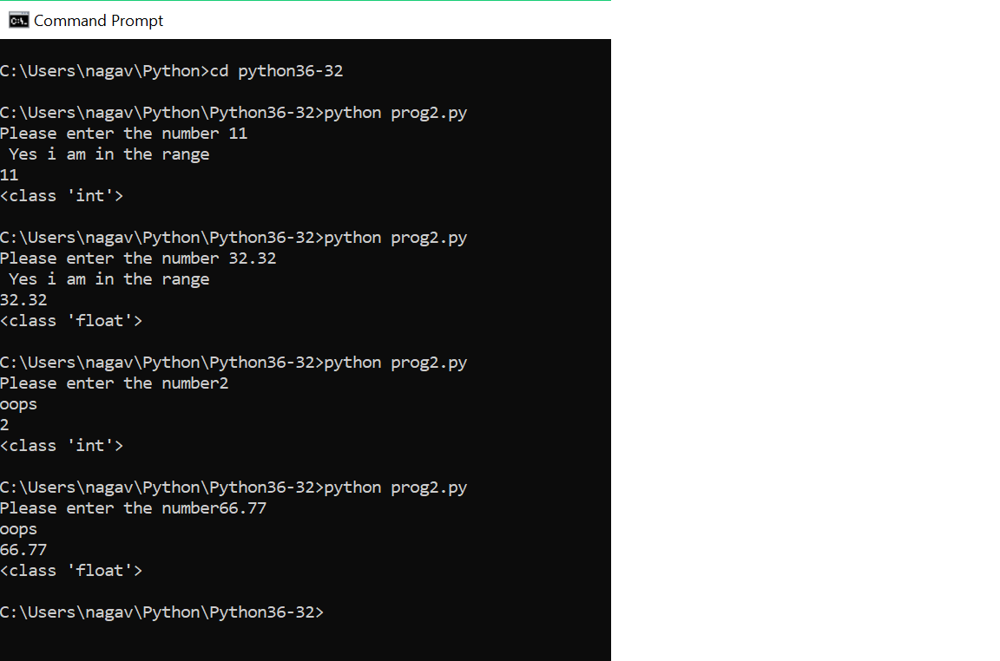 Command Prompt
C:\Users\nagav\Python>cd python36-32
C:\Users\nagav\Python\Python36-32>python prog2.py
Please enter the number 11
 Yes i am in the range
11
<class 'int'>
C:\Users\nagav\Python\Python36-32>python prog2.py
Please enter the number 32.32
 Yes i am in the range
32.32
<class 'float'>
C:\Users\nagav\Python\Python36-32>python prog2.py
Please enter the number2
oops
2
<class 'int'>
C:\Users\nagav\Python\Python36-32>python prog2.py
Please enter the number66.77
oops
66.77
<class 'float'>
C:\Users\nagav\Python\Python36-32>